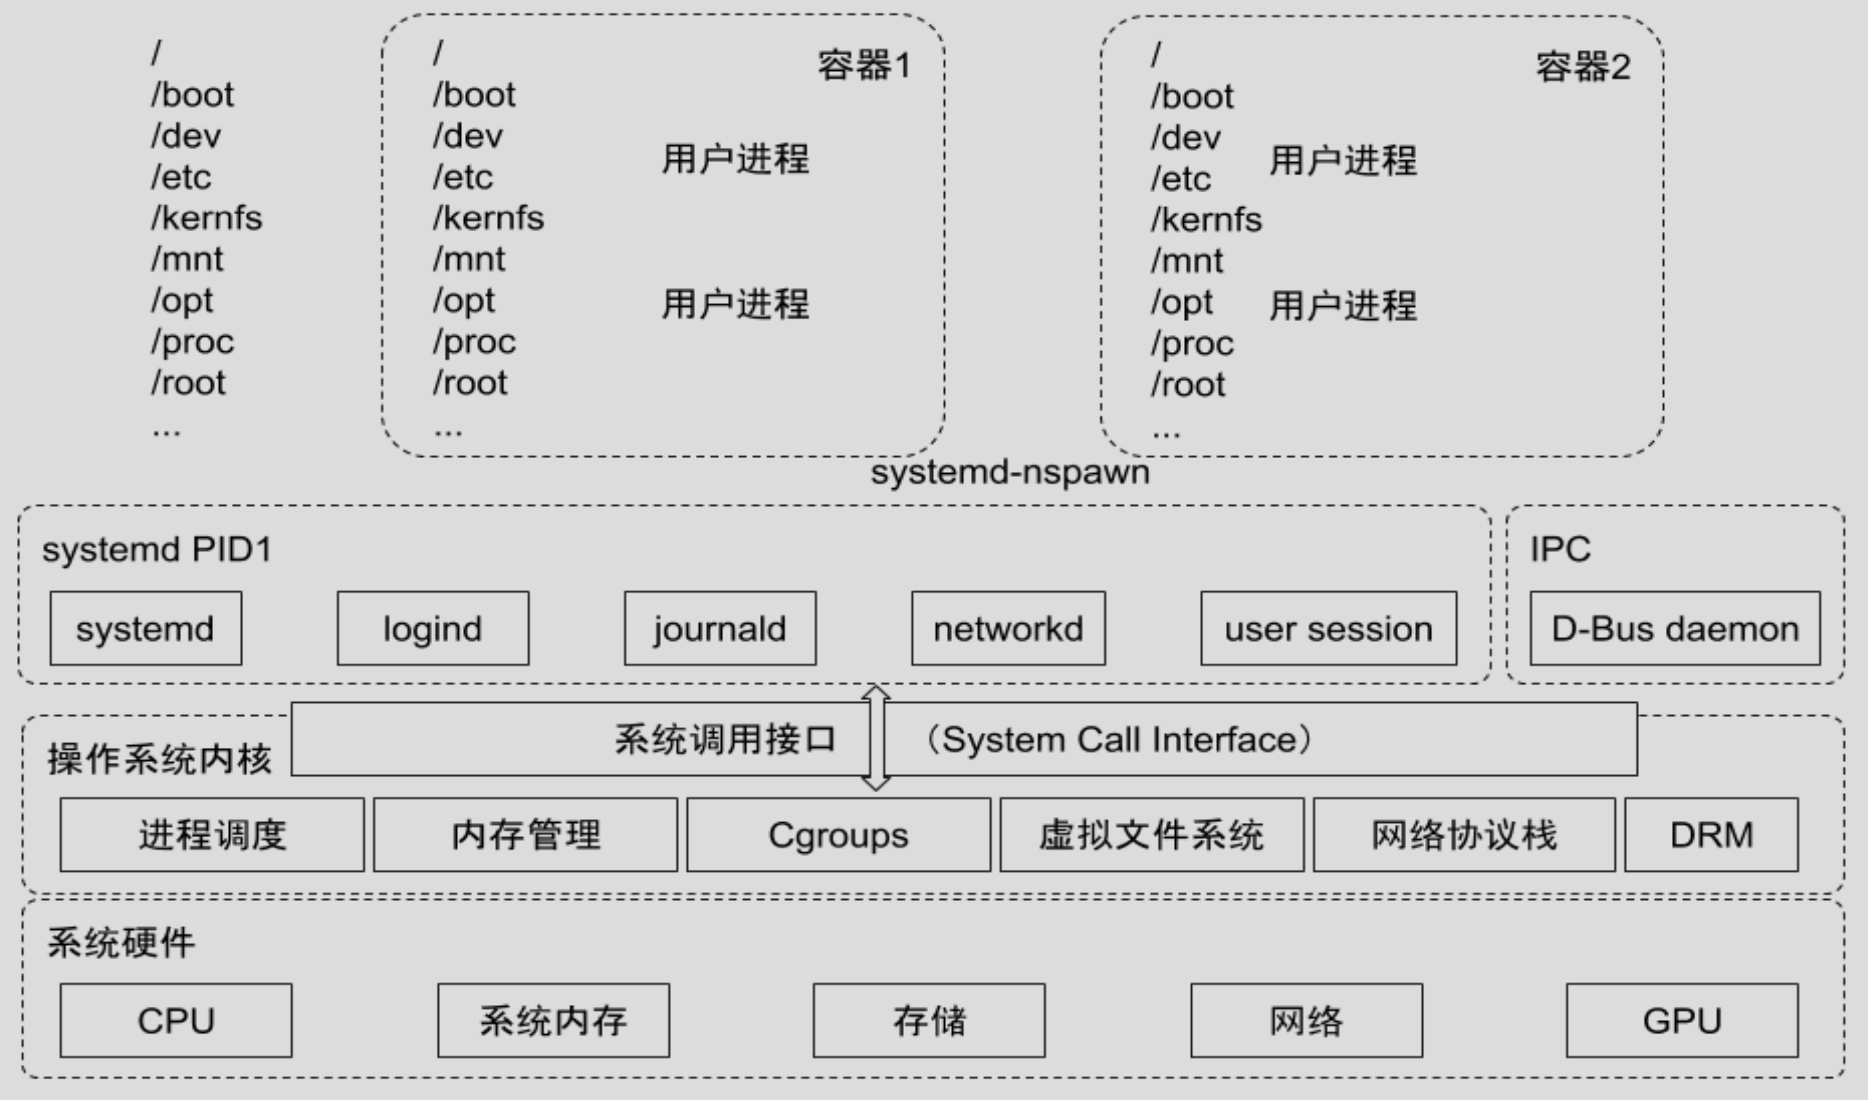 /
/boot
/dev
/etc
/kernfs
/mnt
/opt
/proc
/root
...
容器1
/
/boot
/dev
/etc
/kernfs
/mnt
/opt
/proc
/root
...
用户进程
用户进程
容器2
/
/boot
/dev
/etc
/kernfs
/mnt
/opt
/proc
/root
...
用户进程
用户进程
systemd-nspawn
systemd PID1
systemd
logind
journald
networkd
user session
IPC
D-Bus daemon
系统调用接口 （System Call Interface）
操作系统内核
进程调度
内存管理
Cgroups
虚拟文件系统
网络协议栈
DRM
系统硬件
CPU
系统内存
存储
网络
GPU